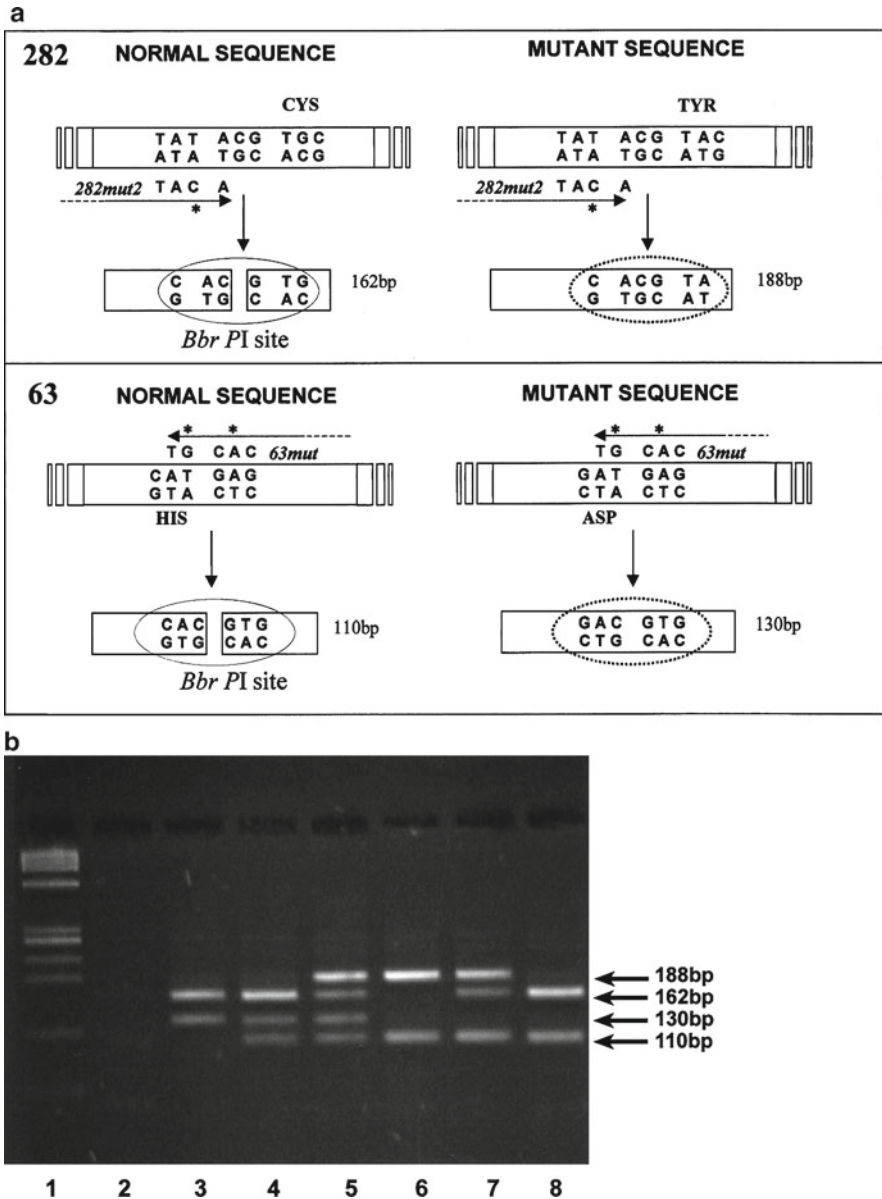 a
282 NORMAL SEQUENCE MUTANT SEQUENCE
CYS TYR
TAT ACG TGC TAT ACG TAC
ATA TGC ACG ATA TGC ATG
282mut2 TAC A 282mut2 TAC A
* *
C AC G TG 162bp C ACG TA 188bp
G TG C AC G TGC AT
Bbr PI site
63 NORMAL SEQUENCE MUTANT SEQUENCE
* * * *
TG CAC 63mut TG CAC 63mut
CAT GAG GAT GAG
GTA CTC CTA CTC
HIS ASP
CAC GTG 110bp GAC GTG 130bp
GTG CAC CTG CAC
Bbr PI site
b
188bp
162bp
130bp
110bp
1 2 3 4 5 6 7 8